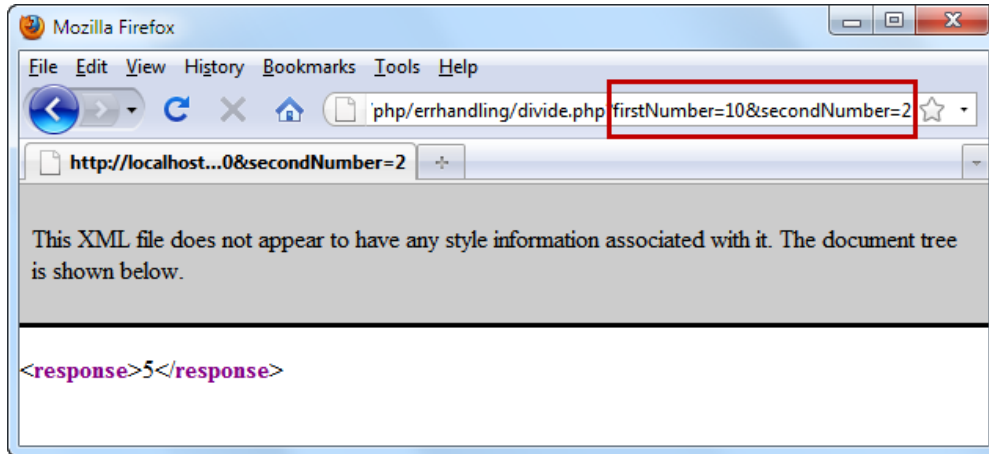 Mozilla Firefox
File Edit View History Bookmarks Tools Help
php/errhandling/divide.php?firstNumber=10&secondNumber=2
http://localhost...0&secondNumber=2
This XML file does not appear to have any style information associated with it. The document tree
is shown below.
<response>5</response>